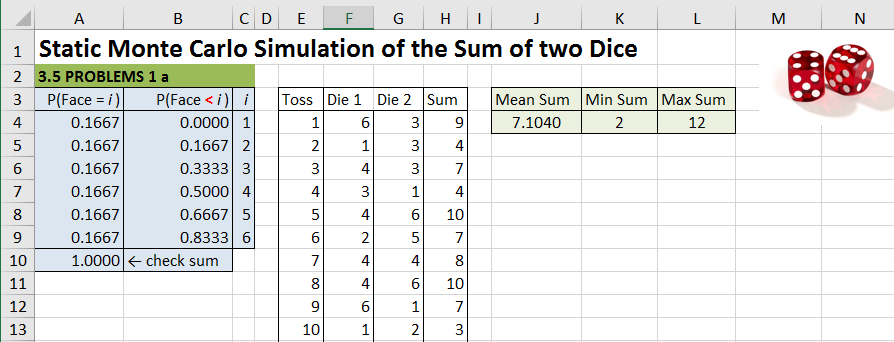 A B C D E F G H I J K L M N
1 Static Monte Carlo Simulation of the Sum of two Dice
2 3.5 PROBLEMS 1 a
3 P(Face = i) P(Face < i) i Toss Die 1 Die 2 Sum Mean Sum Min Sum Max Sum
4 0.1667 0.0000 1 1 6 3 9 7.1040 2 12
5 0.1667 0.1667 2 2 1 3 4
6 0.1667 0.3333 3 3 4 3 7
7 0.1667 0.5000 4 4 3 1 4
8 0.1667 0.6667 5 5 4 6 10
9 0.1667 0.8333 6 6 2 5 7
10 1.0000 ← check sum 7 4 4 8
11 8 4 6 10
12 9 6 1 7
13 10 1 2 3